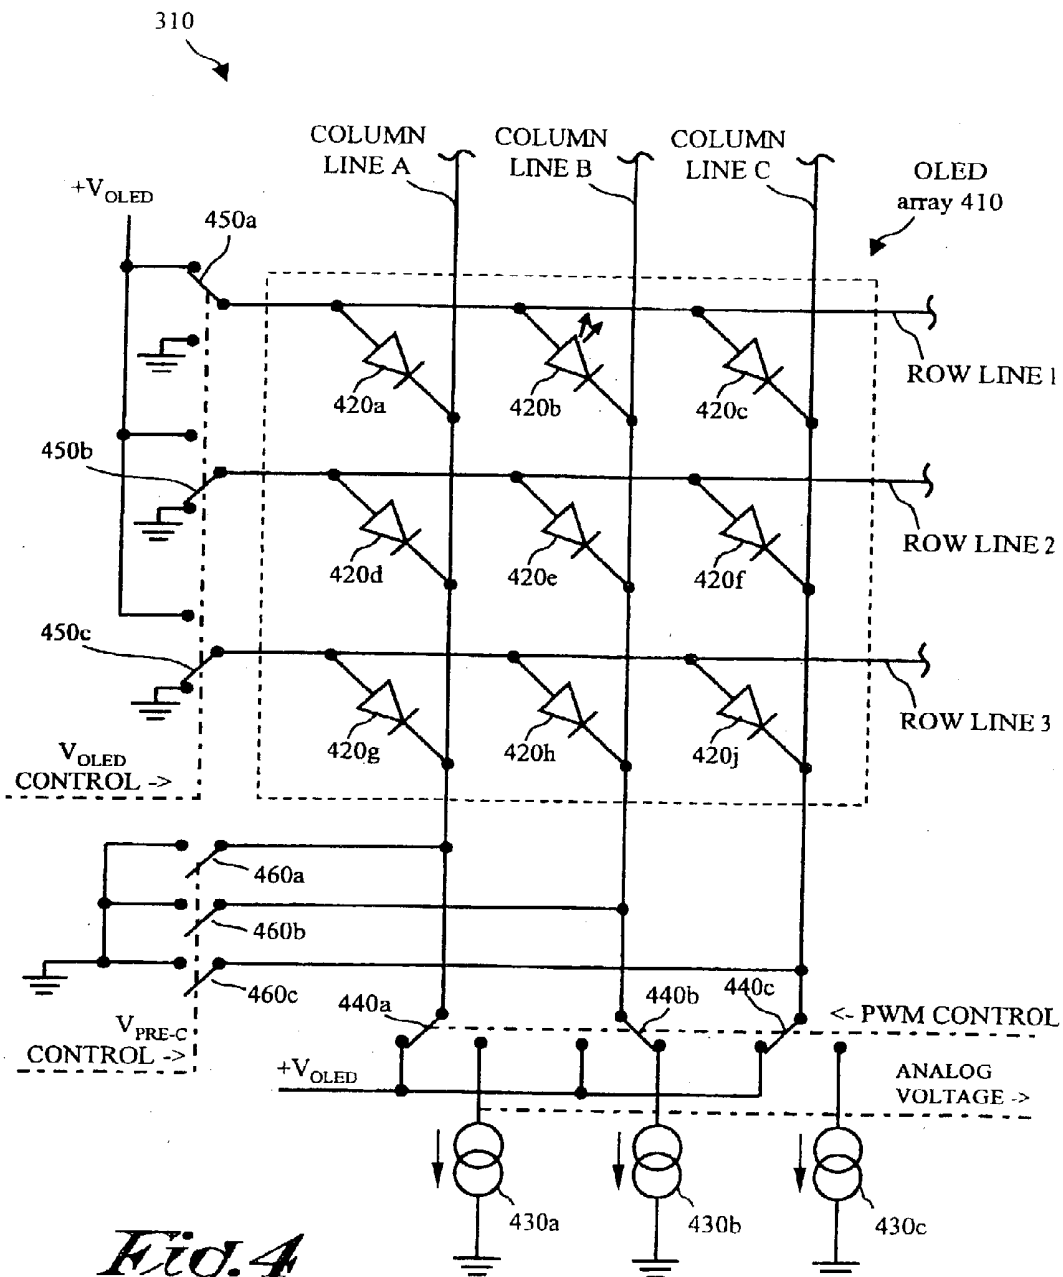 310
COLUMN
LINE A
COLUMN
LINE B
COLUMN
LINE C
OLED
array 410
+VOLED
450a
ROW LINE 1
420a
420b
420c
450b
ROW LINE 2
420d
420e
420f
450c
ROW LINE 3
420g
420h
420j
VOLED
CONTROL ->
460a
460b
460c
440a
440b
440c
<- PWM CONTROL
VPRE-C
CONTROL ->
+VOLED
ANALOG
VOLTAGE ->
430a
430b
430c
Fig. 4